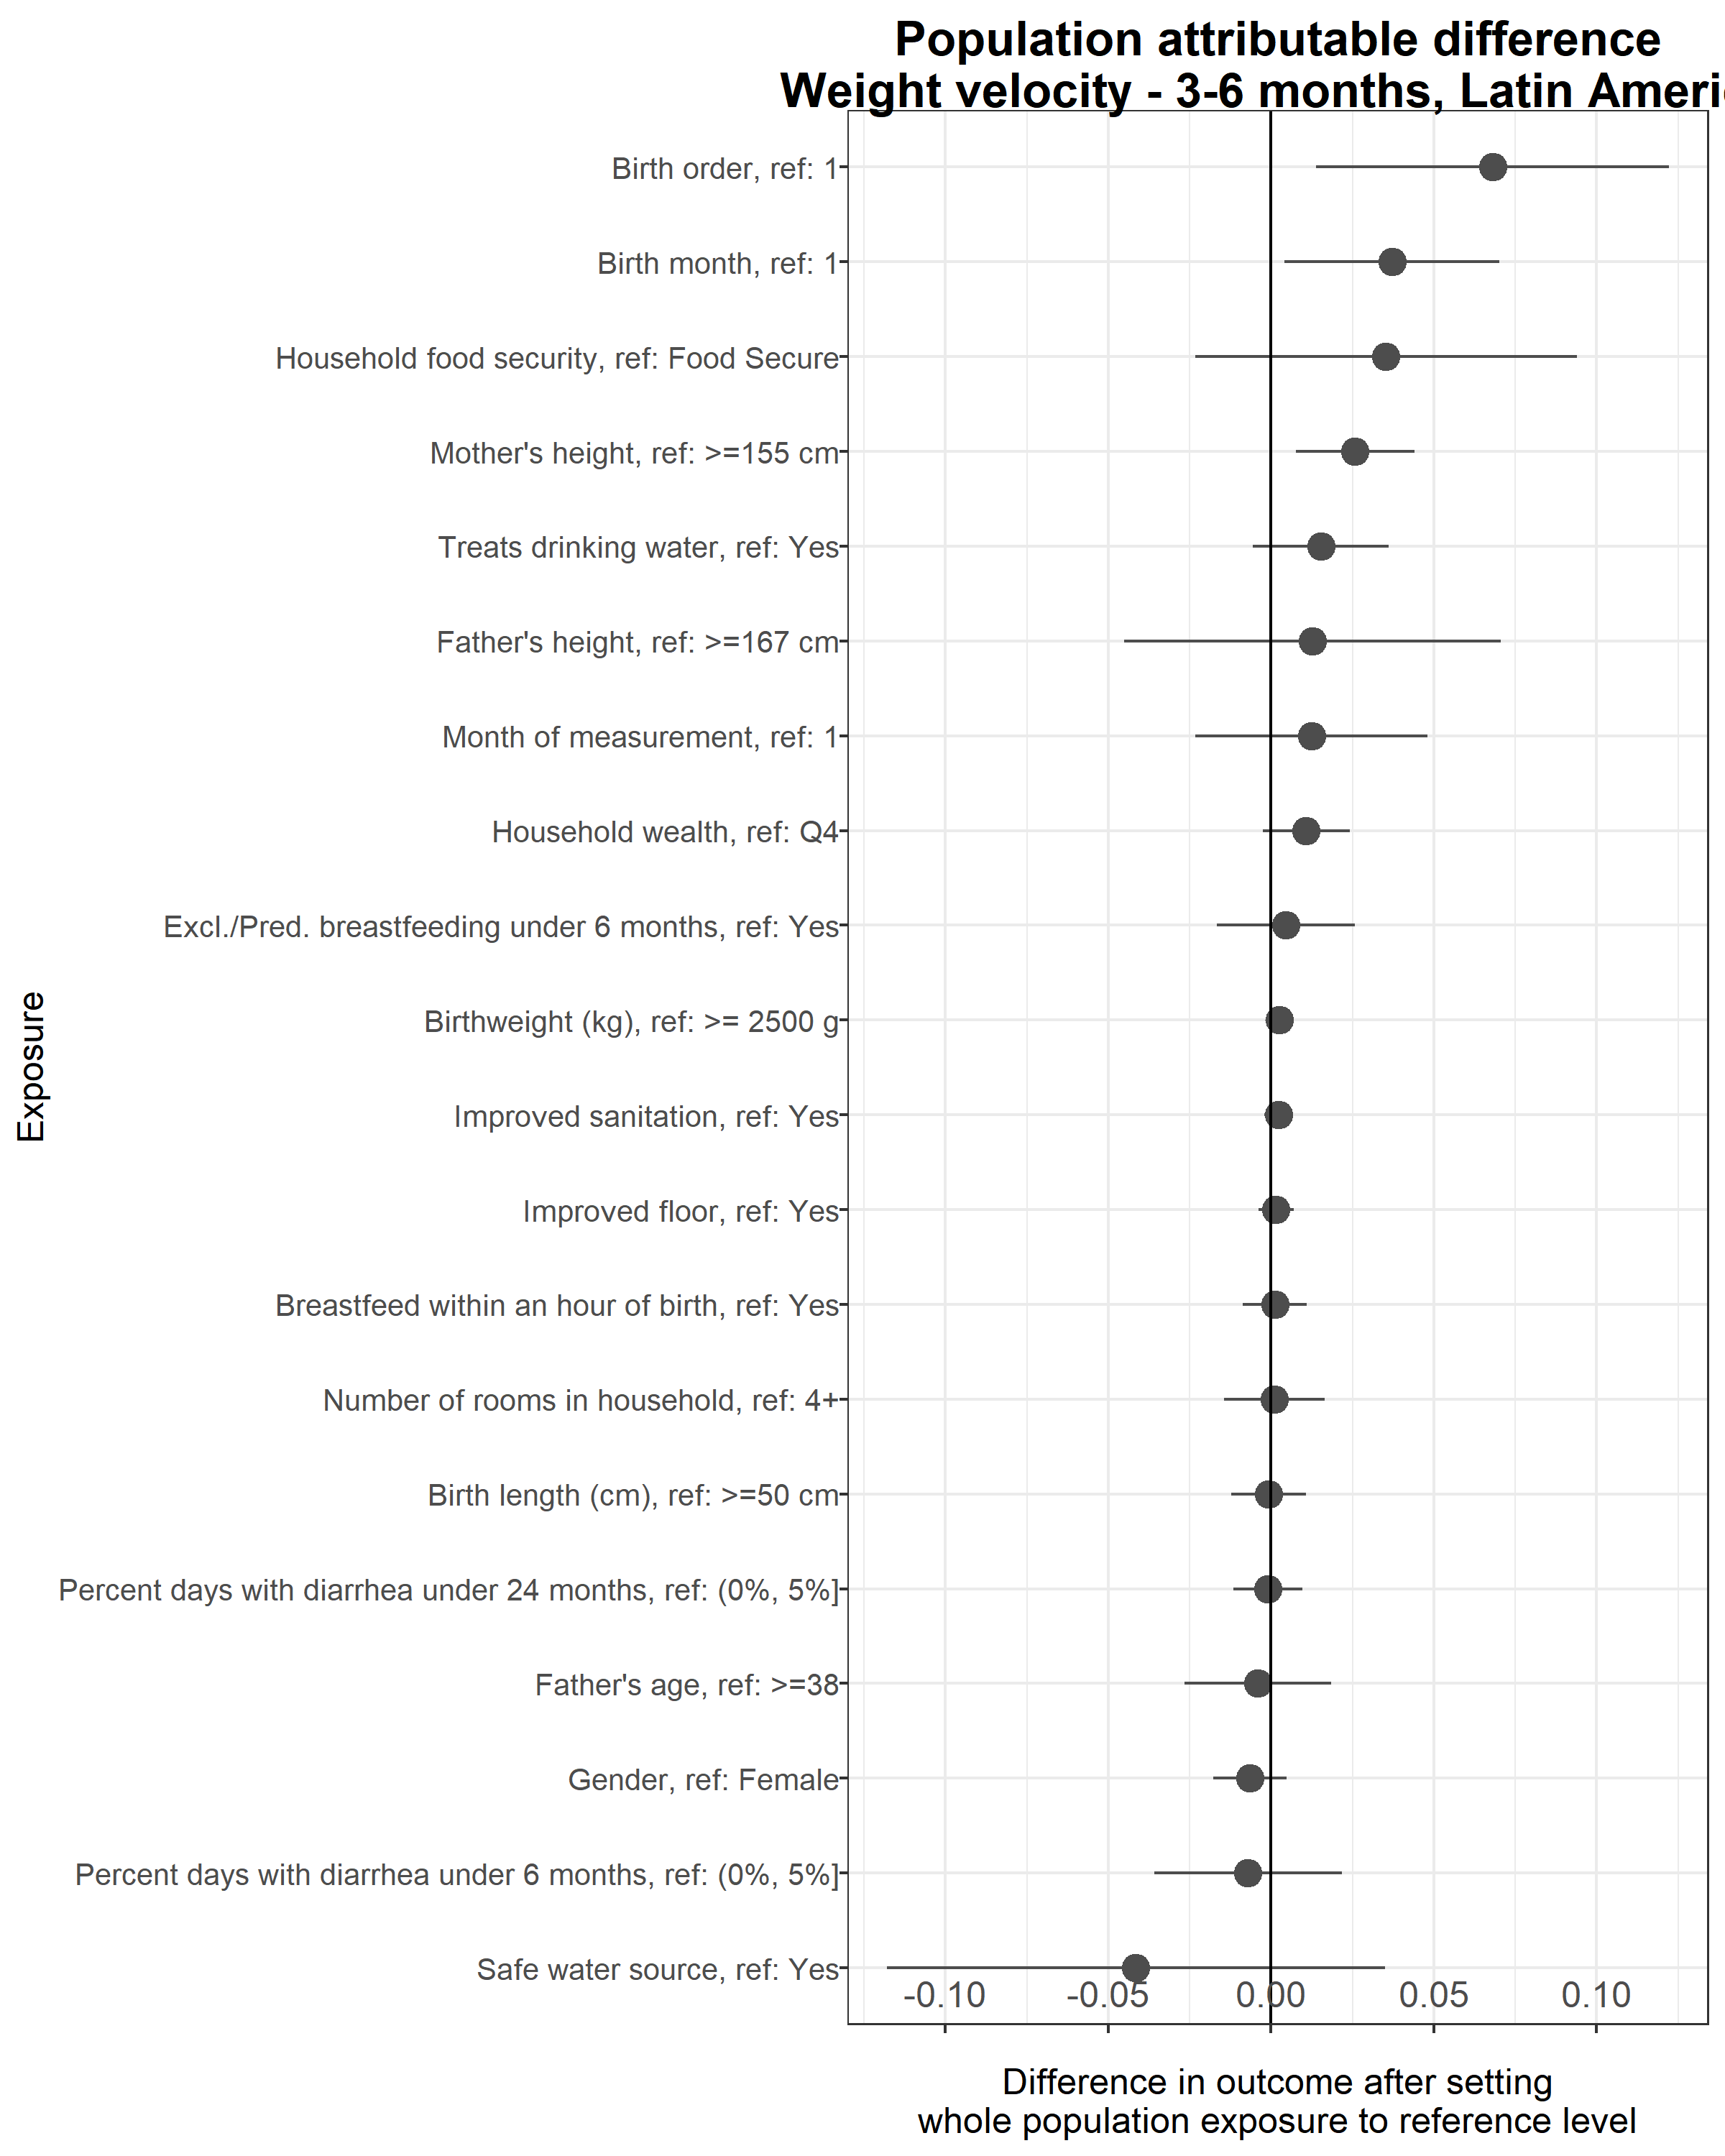 Population attributable difference
Weight velocity - 3-6 months, Latin Ameri
Birth order, ref: 1
Birth month, ref: 1
Household food security, ref: Food Secure
Mother's height, ref: >=155 cm
Treats drinking water, ref: Yes
Father's height, ref: >=167 cm
Month of measurement, ref: 1
Household wealth, ref: Q4
Excl./Pred. breastfeeding under 6 months, ref: Yes
Birthweight (kg), ref: >= 2500 g
Improved sanitation, ref: Yes
Improved floor, ref: Yes
Breastfeed within an hour of birth, ref: Yes
Number of rooms in household, ref: 4+
Birth length (cm), ref: >=50 cm
Percent days with diarrhea under 24 months, ref: (0%, 5%]
Father's age, ref: >=38
Gender, ref: Female
Percent days with diarrhea under 6 months, ref: (0%, 5%]
Safe water source, ref: Yes
Exposure
-0.10 -0.05 0.00 0.05 0.10
Difference in outcome after setting
whole population exposure to reference level